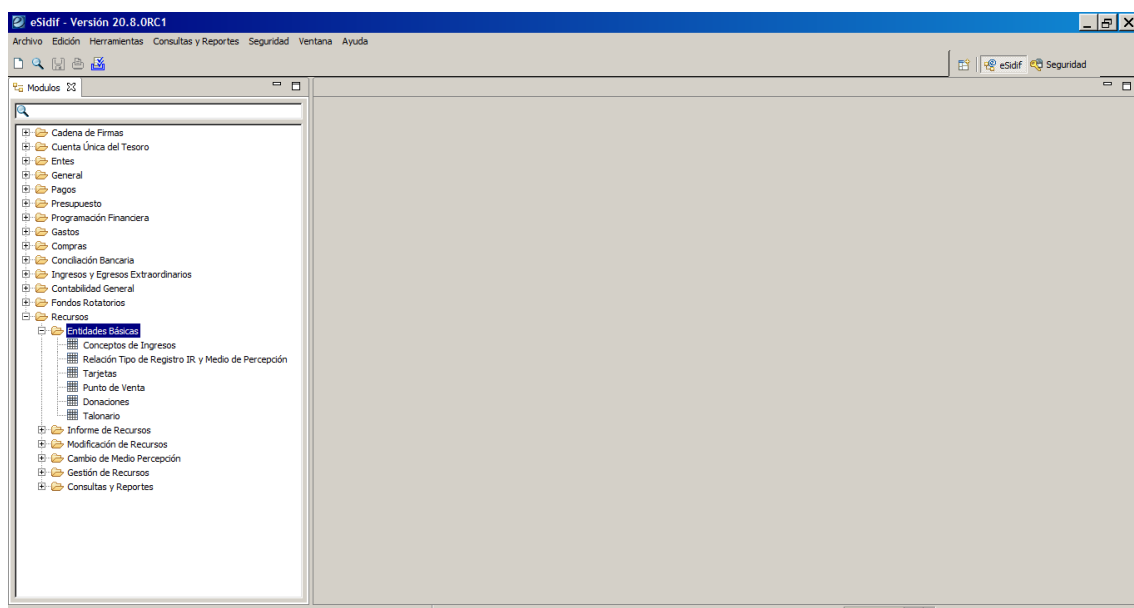 eSidif - Versión 20.8.0RC1
Archivo Edición Herramientas Consultas y Reportes Seguridad Ventana Ayuda
eSidif Seguridad
Modulos
Cadena de Firmas
Cuenta Única del Tesoro
Entes
General
Pagos
Presupuesto
Programación Financiera
Gastos
Compras
Conciliación Bancaria
Ingresos y Egresos Extraordinarios
Contabilidad General
Fondos Rotatorios
Recursos
Entidades Básicas
Conceptos de Ingresos
Relación Tipo de Registro IR y Medio de Percepción
Tarjetas
Punto de Venta
Donaciones
Talonario
Informe de Recursos
Modificación de Recursos
Cambio de Medio Percepción
Gestión de Recursos
Consultas y Reportes